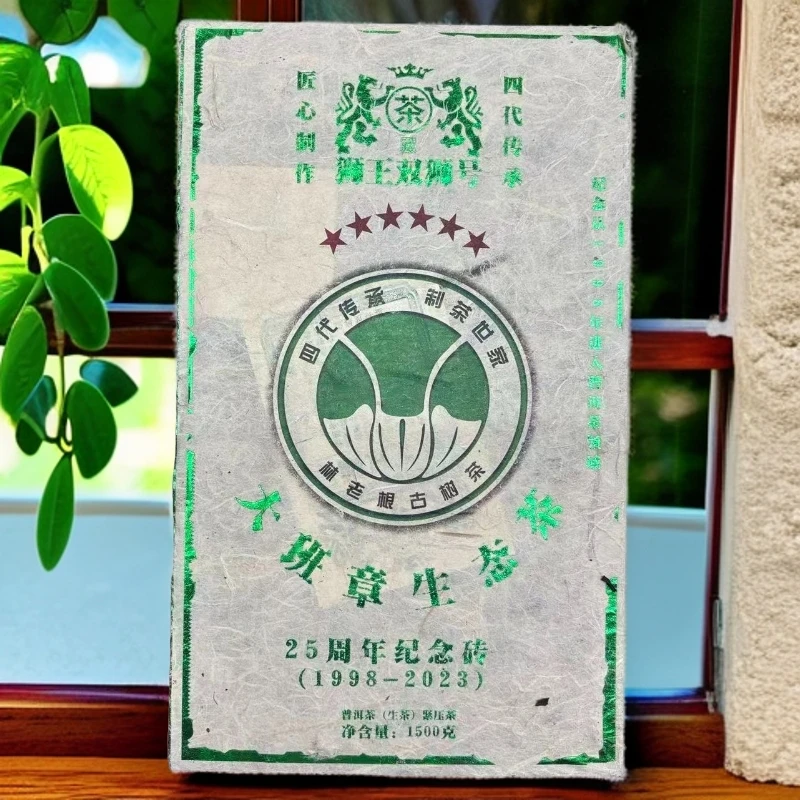 匠心制作
四代传承
茶
狮王双狮号
四代传承 制茶世家
林老根古树茶
大班章生态茶
25周年纪念砖
(1998-2023)
普洱茶（生茶）紧压茶
净含量：1500克